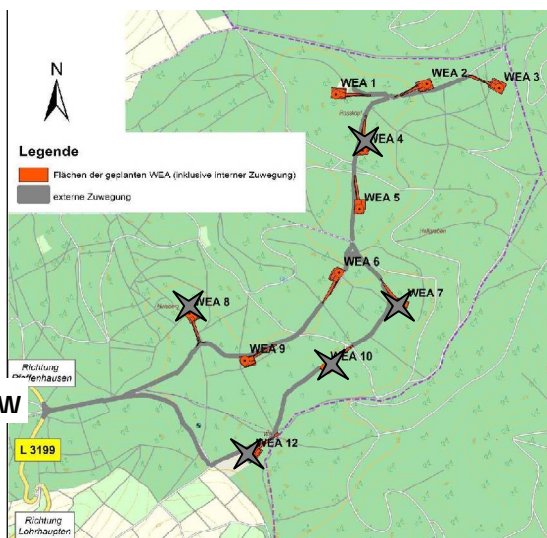 N
WEA 1
WEA 2
WEA 3
WEA 4
Legende
Flächen der geplanten WEA (inklusive interner Zuwegung)
externe Zuwegung
WEA 5
WEA 6
WEA 7
WEA 8
WEA 9
WEA 10
Richtung
Pfaffenhausen
W
WEA 12
L 3199
Richtung
Lohrhaupten